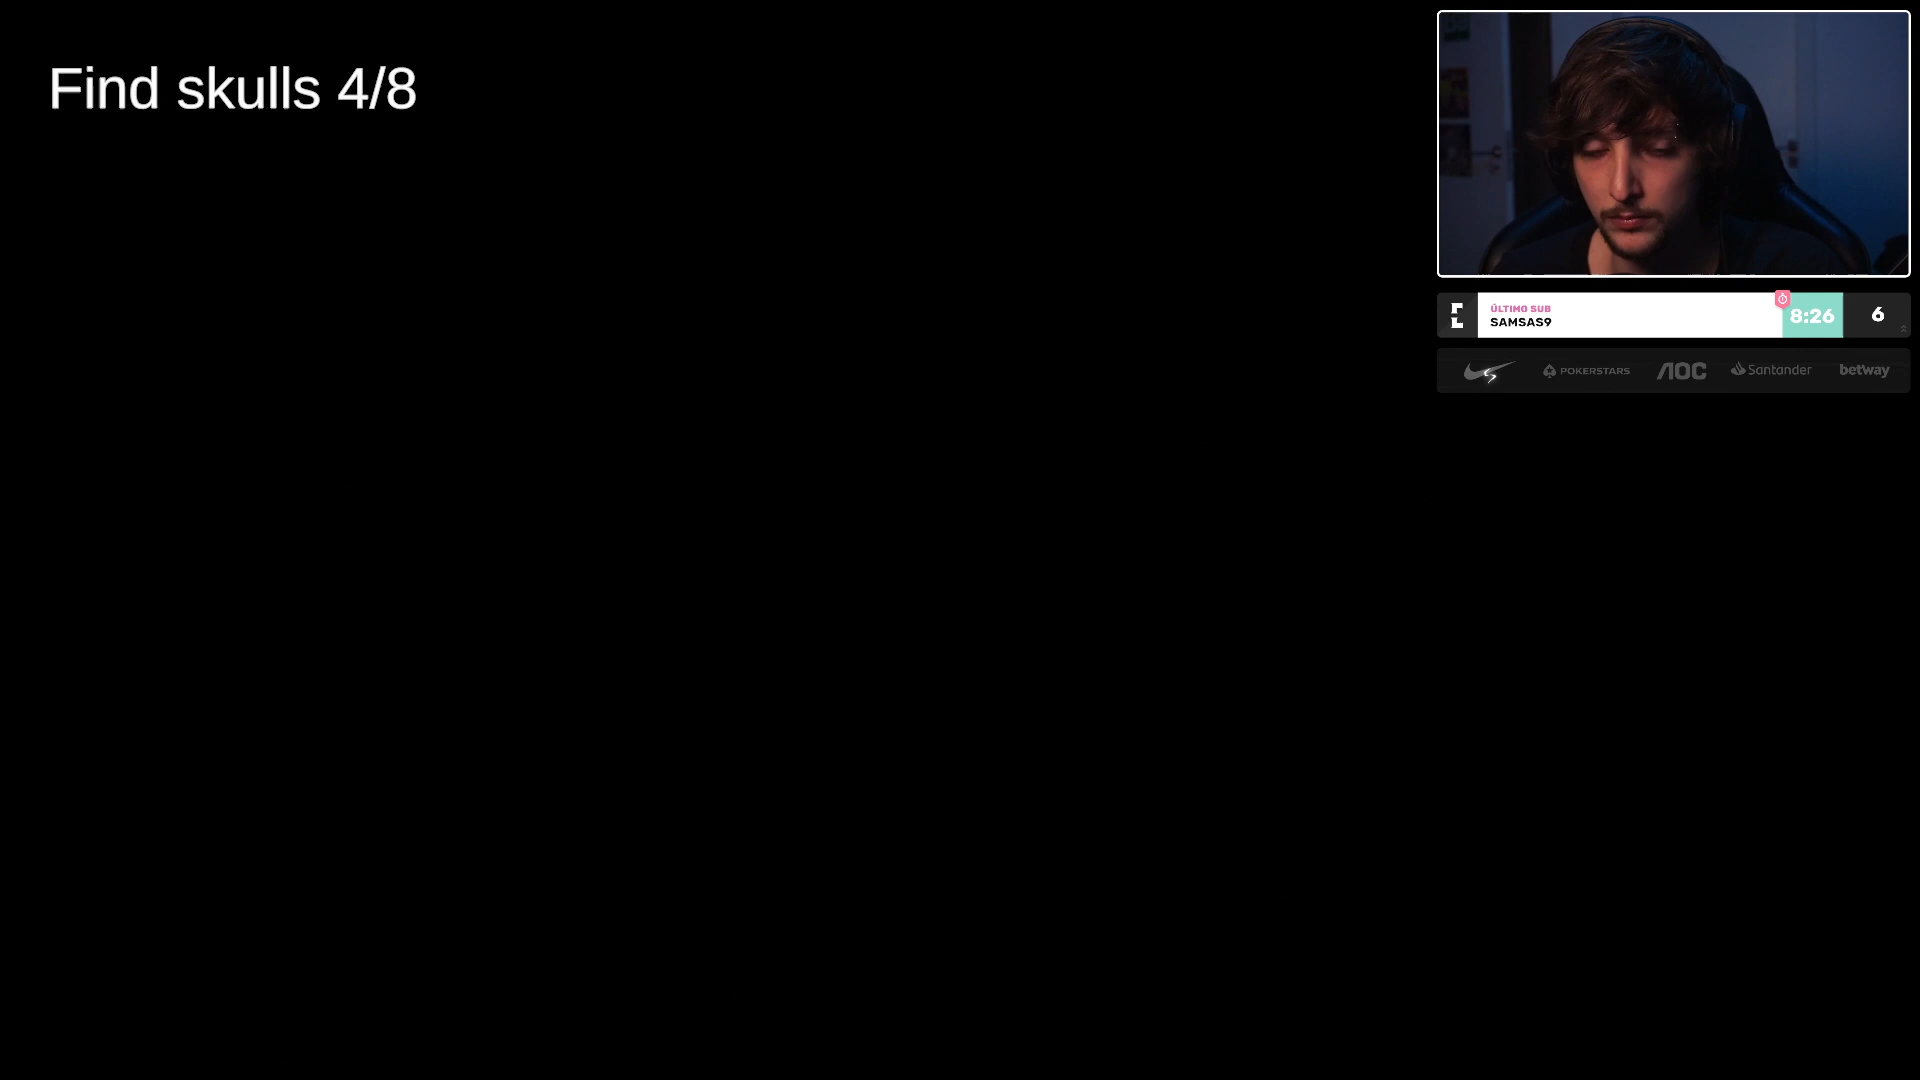 Find skulls 4/8
ÚLTIMO SUB
SAMSAS9
8:26
6
POKERSTARS
AOC
Santander
betway